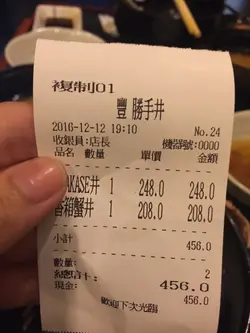 複制01
豐 勝手丼
2016-12-12 19:10 No.24
收銀員:店長 機器號:0000
品名 數量 單價 金額
AKASE丼 1 248.0 248.0
香箱蟹丼 1 208.0 208.0
小計 456.0
數量: 2
456.0
現金: 456.0
歡迎下次光臨